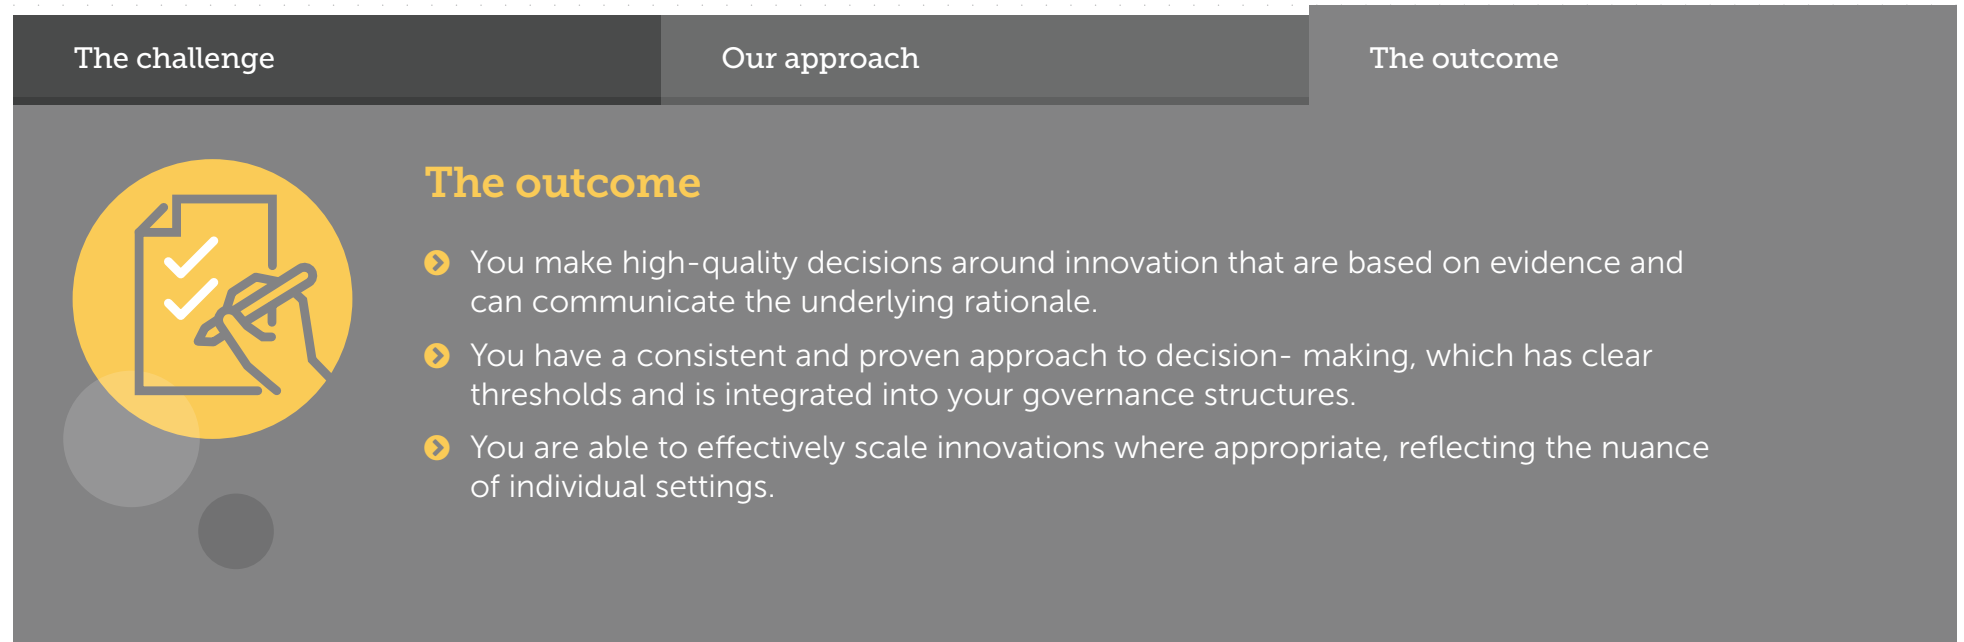 The challenge
Our approach
The outcome
The outcome
You make high-quality decisions around innovation that are based on evidence and
can communicate the underlying rationale.
You have a consistent and proven approach to decision- making, which has clear
thresholds and is integrated into your governance structures.
You are able to effectively scale innovations where appropriate, reflecting the nuance
of individual settings.